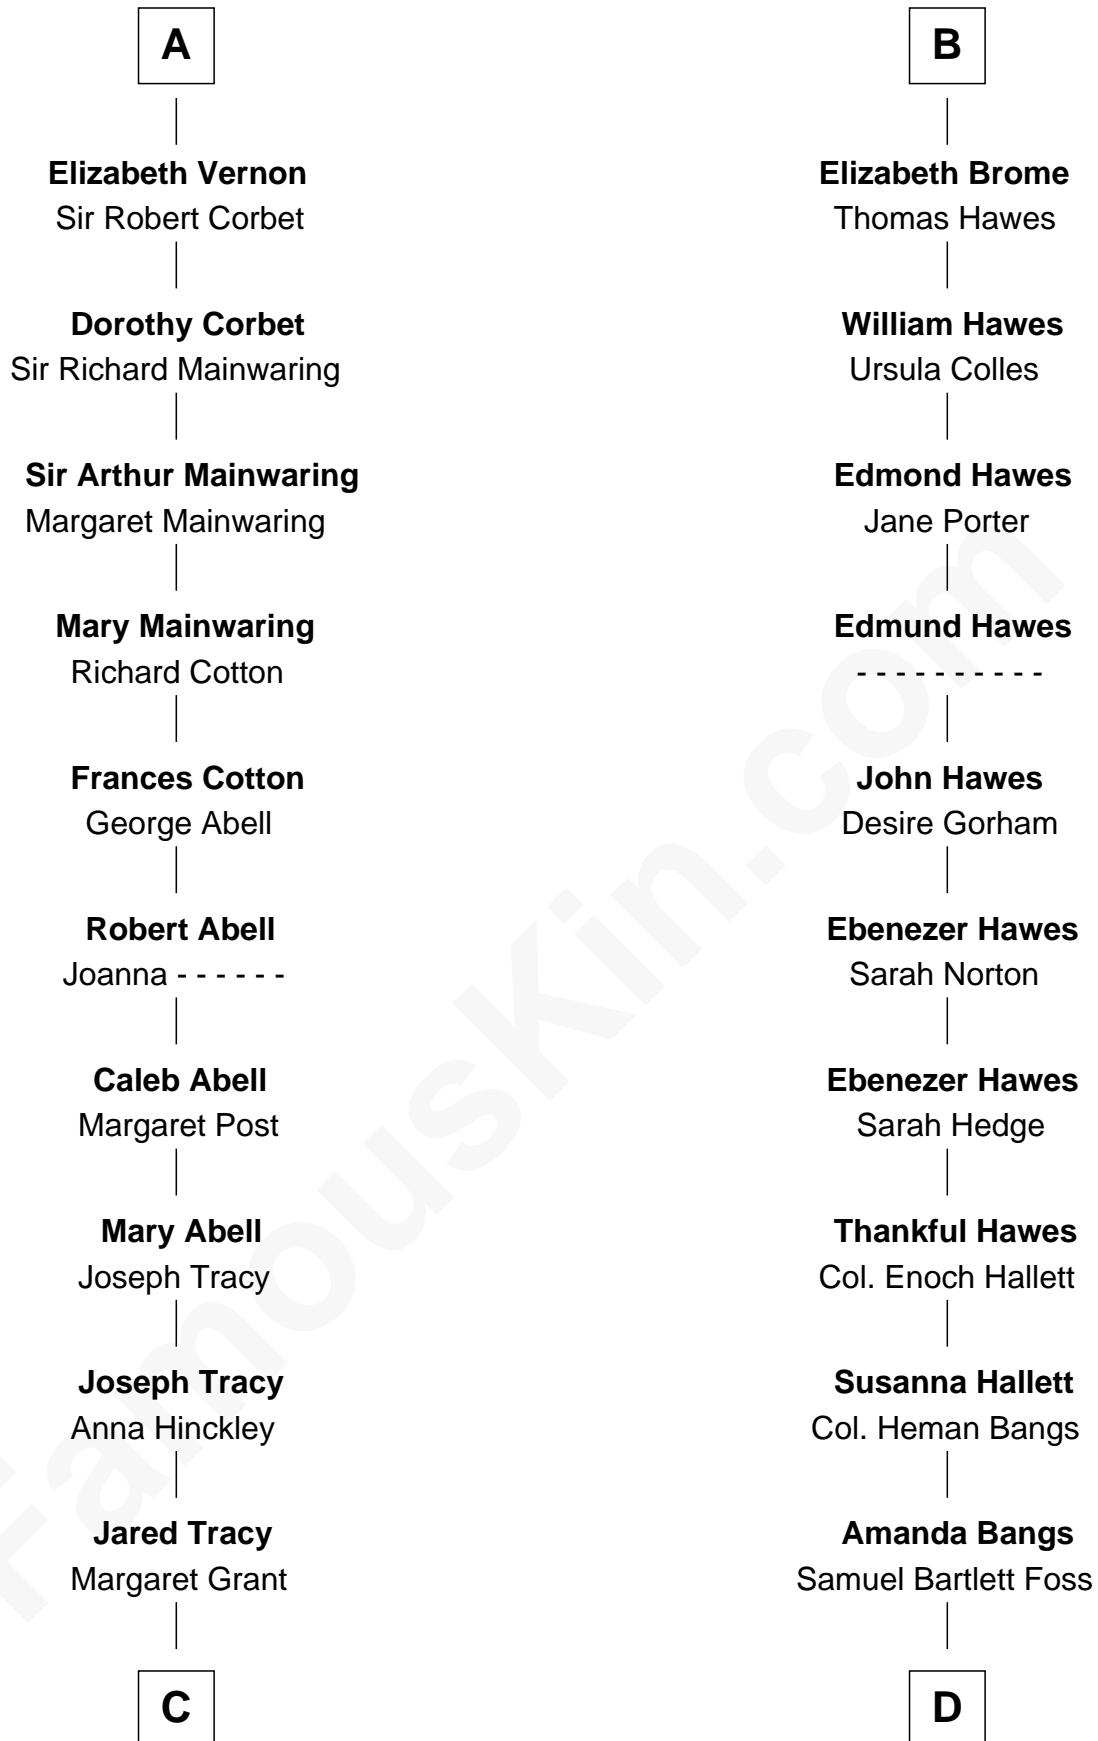 A
Elizabeth Vernon
Sir Robert Corbet
Dorothy Corbet
Sir Richard Mainwaring
Sir Arthur Mainwaring
Margaret Mainwaring
Mary Mainwaring
Richard Cotton
Frances Cotton
George Abell
Robert Abell
Joanna - - - - - -
Caleb Abell
Margaret Post
Mary Abell
Joseph Tracy
Joseph Tracy
Anna Hinckley
Jared Tracy
Margaret Grant
C
B
Elizabeth Brome
Thomas Hawes
William Hawes
Ursula Colles
Edmond Hawes
Jane Porter
Edmund Hawes
- - - - - - - - - -
John Hawes
Desire Gorham
Ebenezer Hawes
Sarah Norton
Ebenezer Hawes
Sarah Hedge
Thankful Hawes
Col. Enoch Hallett
Susanna Hallett
Col. Heman Bangs
Amanda Bangs
Samuel Bartlett Foss
D
FamousKin.com